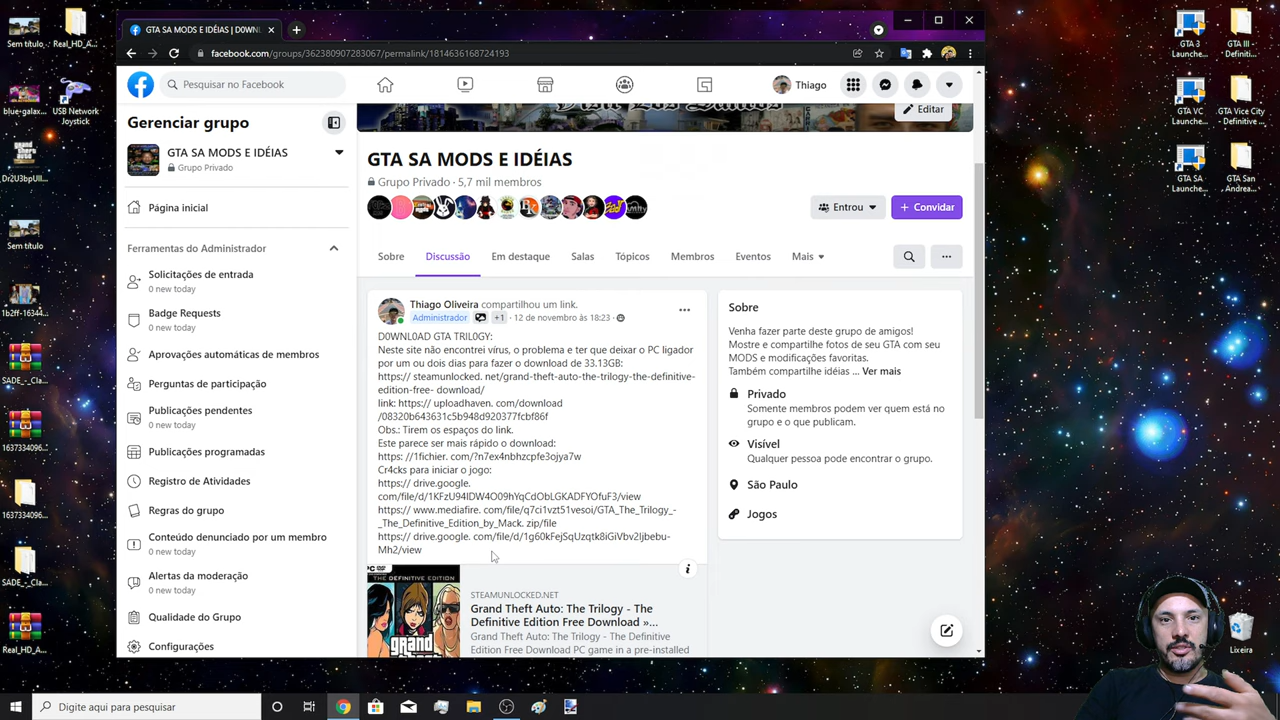 GTA SA MODS E IDÉIAS | D0WNL
facebook.com/groups/362380907283067/permalink/1814636168724193
Pesquisar no Facebook
Thiago
Gerenciar grupo
GTA SA MODS E IDÉIAS
Grupo Privado
Página inicial
Ferramentas do Administrador
Solicitações de entrada
0 new today
Badge Requests
0 new today
Aprovações automáticas de membros
Perguntas de participação
Publicações pendentes
0 new today
Publicações programadas
Registro de Atividades
Regras do grupo
Conteúdo denunciado por um membro
0 new today
Alertas da moderação
0 new today
Qualidade do Grupo
Configurações
Editar
GTA SA MODS E IDÉIAS
Grupo Privado · 5,7 mil membros
Entrou
+ Convidar
Sobre
Discussão
Em destaque
Salas
Tópicos
Membros
Eventos
Mais
Thiago Oliveira compartilhou um link.
Administrador +1 · 12 de novembro às 18:23 ·
D0WNL0AD GTA TRIL0GY:
Neste site não encontrei vírus, o problema e ter que deixar o PC ligador
por um ou dois dias para fazer o download de 33.13GB:
https:// steamunlocked. net/grand-theft-auto-the-trilogy-the-definitive-
edition-free- download/
link: https:// uploadhaven. com/download
/08320b643631c5b948d920377fcbf86f
Obs.: Tirem os espaços do link.
Este parece ser mais rápido o download:
https: //1fichier. com/?n7ex4nbhzcpfe3ojya7w
Cr4cks para iniciar o jogo:
https:// drive.google.
com/file/d/1KFzU94IDW4O09hYqCdObLGKADFYOfuF3/view
https:// www.mediafire. com/file/q7ci1vzt51vesoi/GTA_The_Trilogy_-
_The_Definitive_Edition_by_Mack. zip/file
https:// drive.google. com/file/d/1g60kFejSqUzqtk8iGiVbv2Ijbebu-
Mh2/view
PC DVD
THE DEFINITIVE EDITION
grand
STEAMUNLOCKED.NET
Grand Theft Auto: The Trilogy - The
Definitive Edition Free Download »...
Grand Theft Auto: The Trilogy - The Definitive
Edition Free Download PC game in a pre-installed
Sobre
Venha fazer parte deste grupo de amigos!
Mostre e compartilhe fotos de seu GTA com seu
MODS e modificações favoritas.
Também compartilhe idéias ... Ver mais
Privado
Somente membros podem ver quem está no
grupo e o que publicam.
Visível
Qualquer pessoa pode encontrar o grupo.
São Paulo
Jogos
Sem título
Real_HD_A...
blue-galax...
USB Network
Joystick
Dr2U3bpUIl...
Sem título
1b2ff-16344...
SADE_-_Cla...
1637334096...
1637334096...
SADE_-_Cla...
Real_HD_A...
GTA 3
Launche...
GTA III -
Definitiv...
GTA VC
Launche...
GTA Vice City
- Definitive ...
GTA SA
Launche...
GTA San
Andrea...
Lixeira
Digite aqui para pesquisar